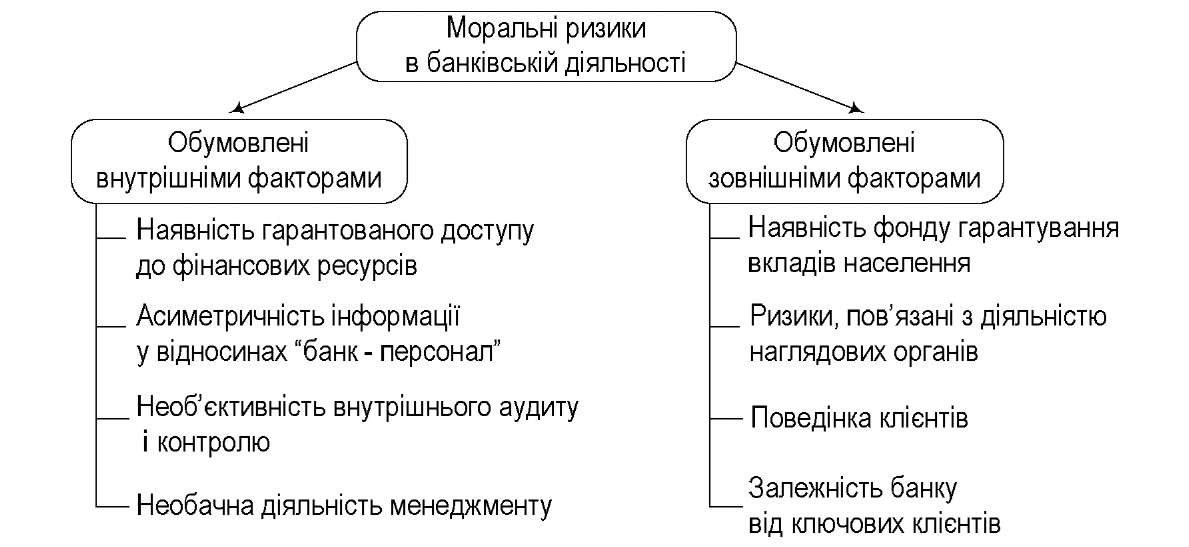 Моральні ризики
в банківській діяльності
Обумовлені
внутрішніми факторами
Наявність гарантованого доступу
до фінансових ресурсів
Асиметричність інформації
у відносинах “банк - персонал”
Необ’єктивність внутрішнього аудиту
і контролю
Необачна діяльність менеджменту
Обумовлені
зовнішніми факторами
Наявність фонду гарантування
вкладів населення
Ризики, пов’язані з діяльністю
наглядових органів
Поведінка клієнтів
Залежність банку
від ключових клієнтів